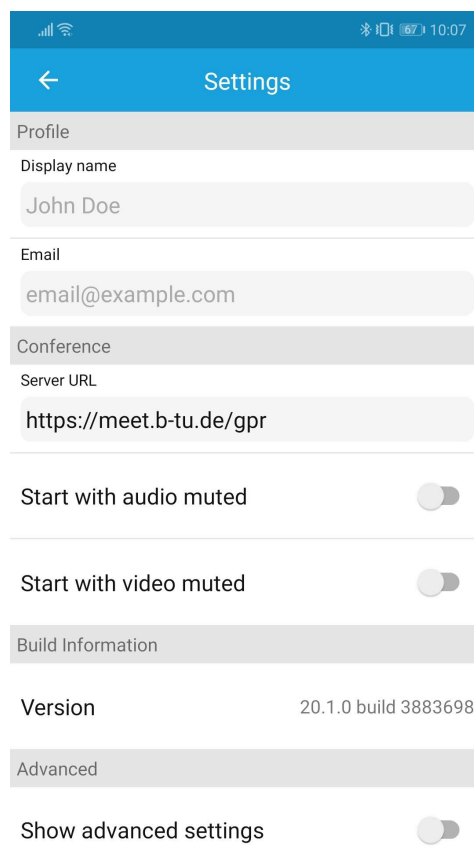 67 10:07
Settings
Profile
Display name
John Doe
Email
email@example.com
Conference
Server URL
https://meet.b-tu.de/gpr
Start with audio muted
Start with video muted
Build Information
Version 20.1.0 build 3883698
Advanced
Show advanced settings